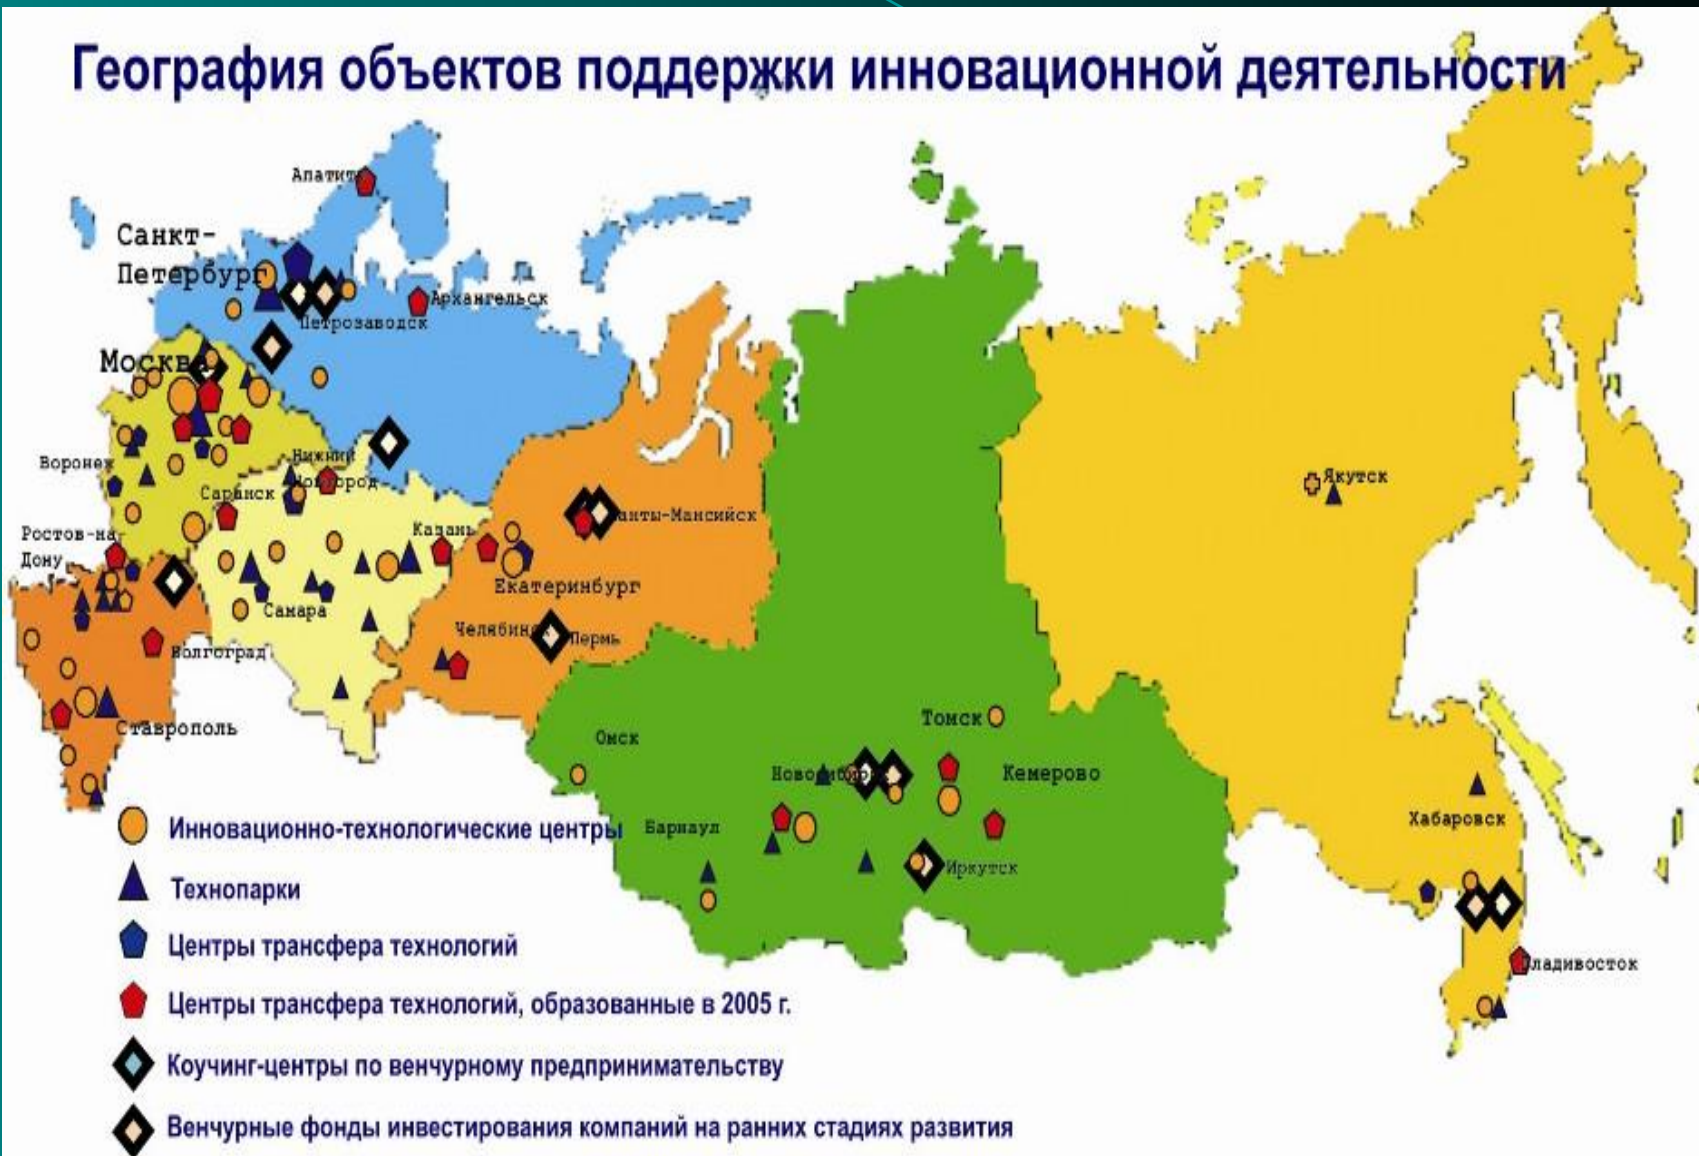 География объектов поддержки инновационной деятельности
Апатиты
Санкт-
Петербург
Архангельск
Петрозаводск
Москва
Воронеж
Нижний
Новгород
Саранск
Ростов-на-
Дону
Казань
Ханты-Мансийск
Якутск
Екатеринбург
Самара
Челябинск
Пермь
Волгоград
Ставрополь
Омск
Томск
Новосибирск
Кемерово
Барнаул
Иркутск
Хабаровск
Владивосток
Инновационно-технологические центры
Технопарки
Центры трансфера технологий
Центры трансфера технологий, образованные в 2005 г.
Коучинг-центры по венчурному предпринимательству
Венчурные фонды инвестирования компаний на ранних стадиях развития